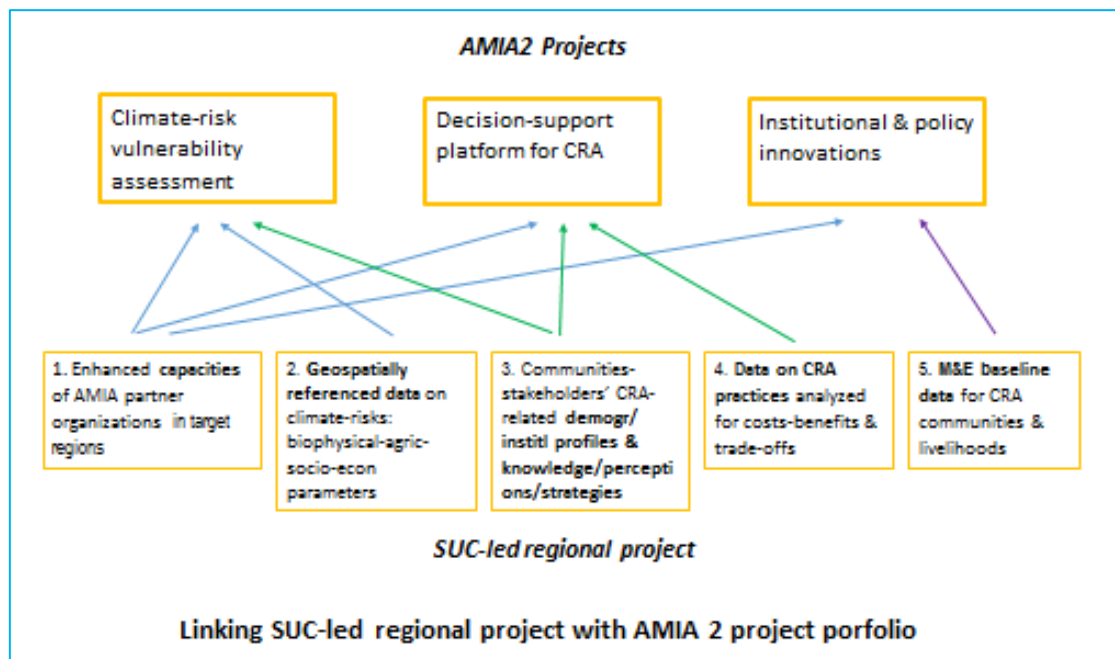 AMIA2 Projects
Climate-risk
vulnerability
assessment
Decision-support
platform for CRA
Institutional & policy
innovations
1. Enhanced capacities
of AMIA partner
organizations in target
regions
2. Geospatially
referenced data on
climate-risks:
biophysical-agric-
socio-econ
parameters
3. Communities-
stakeholders’ CRA-
related demogr/
institl profiles &
knowledge/percepti
ons/strategies
4. Data on CRA
practices analyzed
for costs-benefits &
trade-offs
5. M&E baseline
data for CRA
communities &
livelihoods
SUC-led regional project
Linking SUC-led regional project with AMIA 2 project porfolio